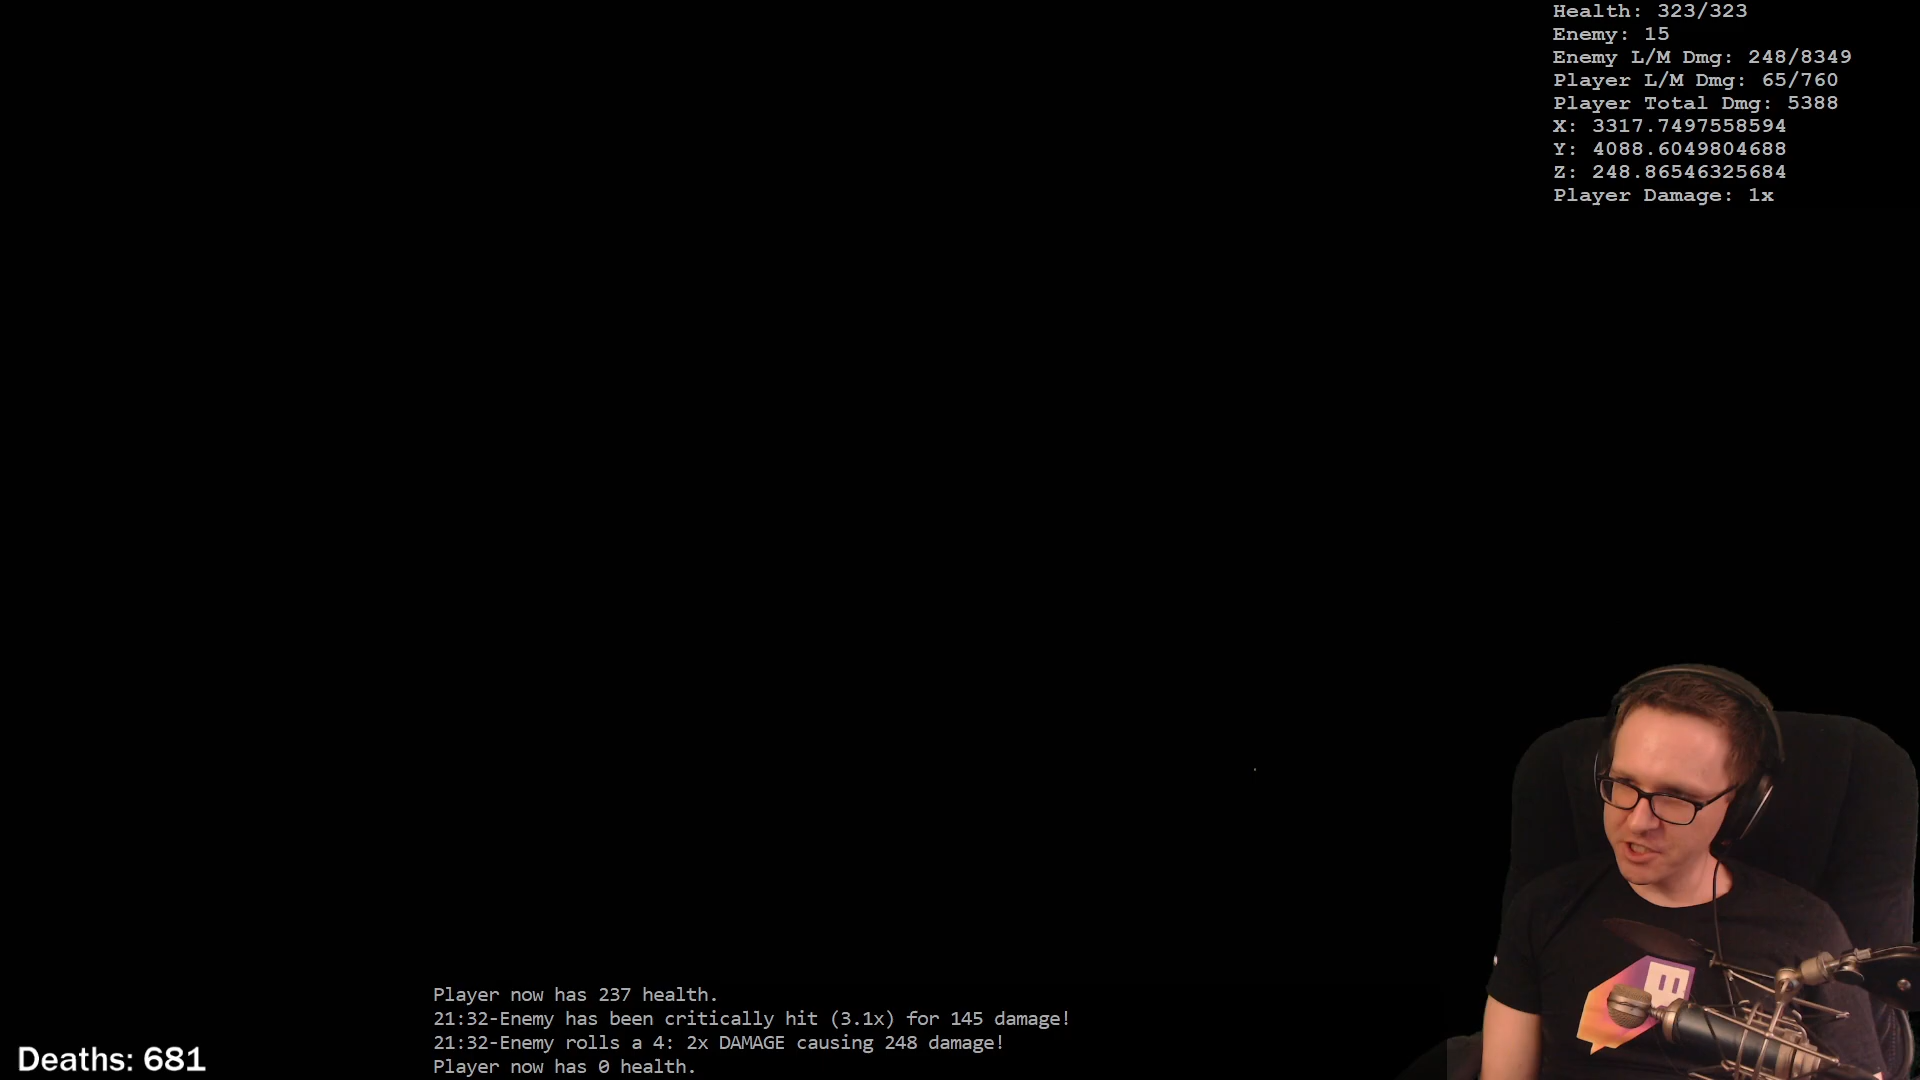 Health: 323/323
Enemy: 15
Enemy L/M Dmg: 248/8349
Player L/M Dmg: 65/760
Player Total Dmg: 5388
X: 3317.7497558594
Y: 4088.6049804688
Z: 248.86546325684
Player Damage: 1x
Player now has 237 health.
21:32-Enemy has been critically hit (3.1x) for 145 damage!
21:32-Enemy rolls a 4: 2x DAMAGE causing 248 damage!
Player now has 0 health.
Deaths: 681